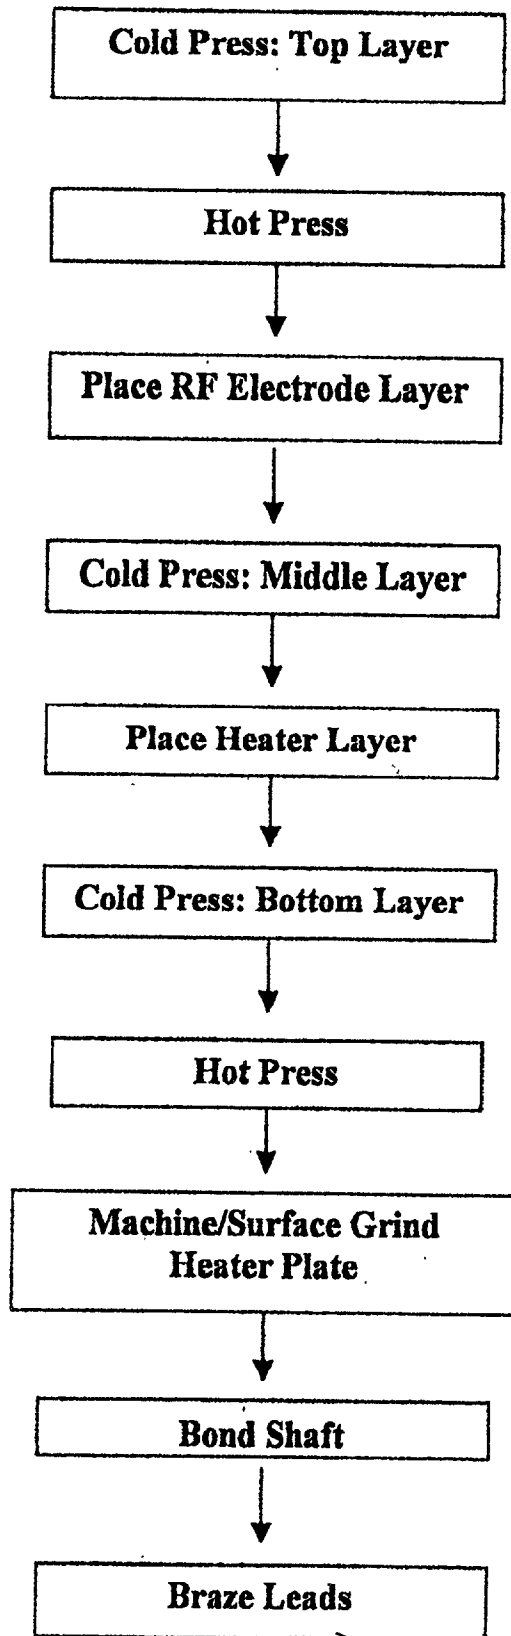 Cold Press: Top Layer
Hot Press
Place RF Electrode Layer
Cold Press: Middle Layer
Place Heater Layer
Cold Press: Bottom Layer
Hot Press
Machine/Surface Grind
Heater Plate
Bond Shaft
Braze Leads